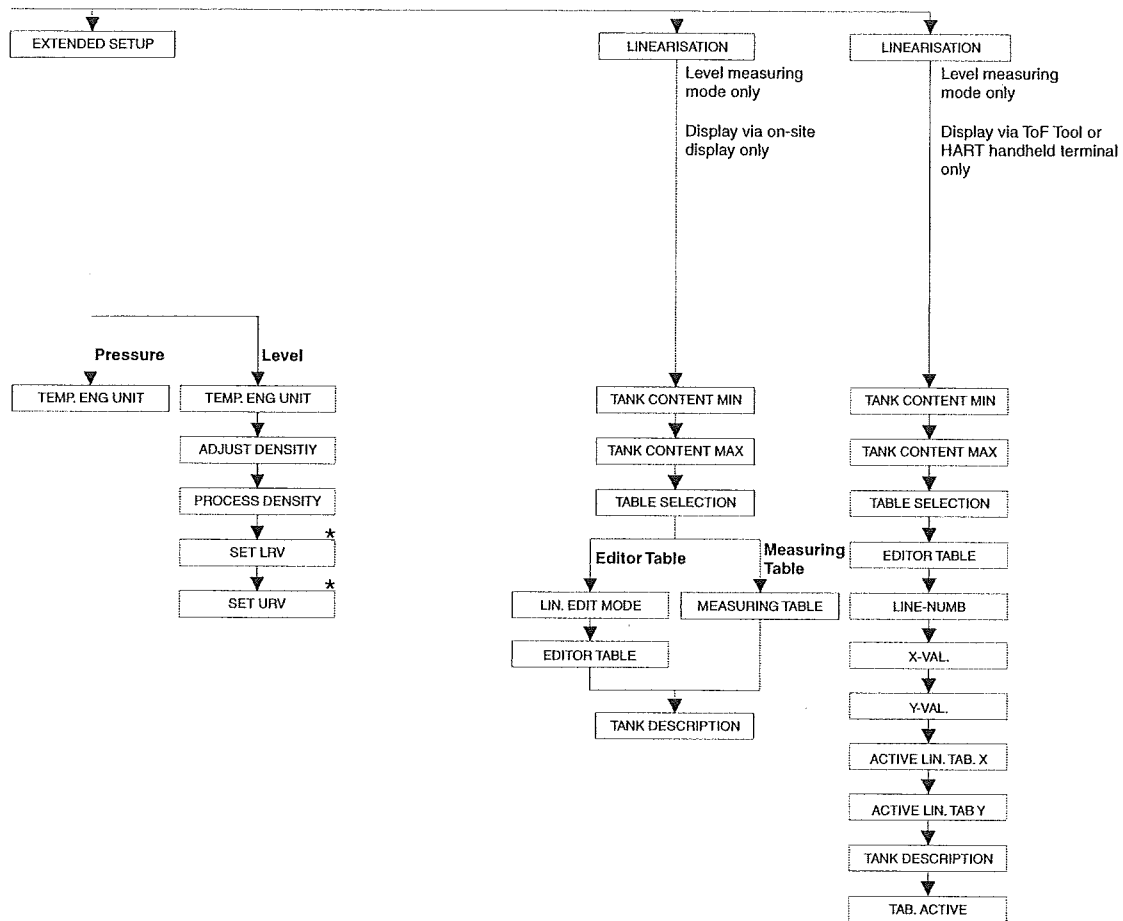 EXTENDED SETUP
LINEARISATION
LINEARISATION
Level measuring
mode only
Display via on-site
display only
Level measuring
mode only
Display via ToF Tool or
HART handheld terminal
only
Pressure
Level
TEMP. ENG UNIT
TEMP. ENG UNIT
ADJUST DENSITIY
PROCESS DENSITY
SET LRV
*
SET URV
*
TANK CONTENT MIN
TANK CONTENT MAX
TABLE SELECTION
Editor Table
Measuring
Table
LIN. EDIT MODE
MEASURING TABLE
EDITOR TABLE
TANK DESCRIPTION
TANK CONTENT MIN
TANK CONTENT MAX
TABLE SELECTION
EDITOR TABLE
LINE-NUMB
X-VAL.
Y-VAL.
ACTIVE LIN. TAB. X
ACTIVE LIN. TAB Y
TANK DESCRIPTION
TAB. ACTIVE